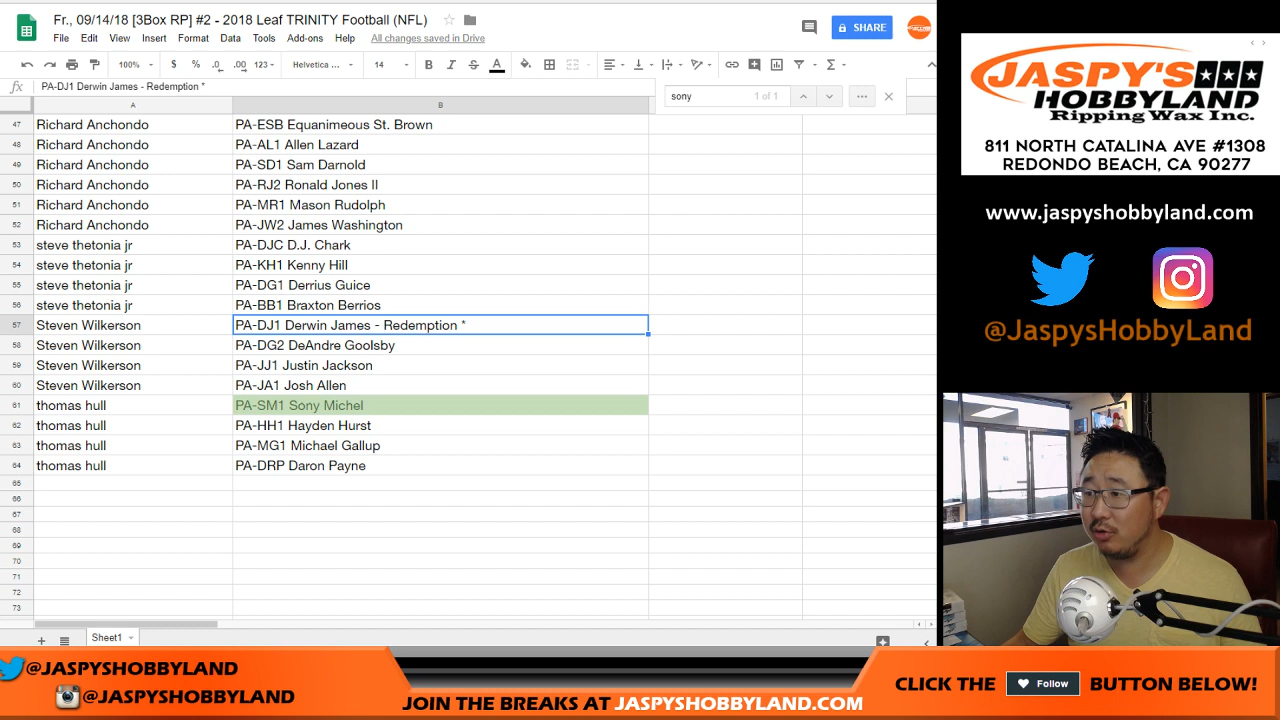 Fr., 09/14/18 [3Box RP] #2 - 2018 Leaf TRINITY Football (NFL)
File Edit View Insert Format Data Tools Add-ons Help All changes saved in Drive
SHARE
100% $ % .0 .00 123 Helvetica ... 14 B I S A
fx PA-DJ1 Derwin James - Redemption *
sony 1 of 1
A B
47 Richard Anchondo PA-ESB Equanimeous St. Brown
48 Richard Anchondo PA-AL1 Allen Lazard
49 Richard Anchondo PA-SD1 Sam Darnold
50 Richard Anchondo PA-RJ2 Ronald Jones II
51 Richard Anchondo PA-MR1 Mason Rudolph
52 Richard Anchondo PA-JW2 James Washington
53 steve thetonia jr PA-DJC D.J. Chark
54 steve thetonia jr PA-KH1 Kenny Hill
55 steve thetonia jr PA-DG1 Derrius Guice
56 steve thetonia jr PA-BB1 Braxton Berrios
57 Steven Wilkerson PA-DJ1 Derwin James - Redemption *
58 Steven Wilkerson PA-DG2 DeAndre Goolsby
59 Steven Wilkerson PA-JJ1 Justin Jackson
60 Steven Wilkerson PA-JA1 Josh Allen
61 thomas hull PA-SM1 Sony Michel
62 thomas hull PA-HH1 Hayden Hurst
63 thomas hull PA-MG1 Michael Gallup
64 thomas hull PA-DRP Daron Payne
65
66
67
68
69
70
71
72
73
Sheet1
JASPY'S
HOBBYLAND
Ripping Wax Inc.
811 NORTH CATALINA AVE #1308
REDONDO BEACH, CA 90277
www.jaspyshobbyland.com
@JaspysHobbyLand
@JASPYSHOBBYLAND
@JASPYSHOBBYLAND
JOIN THE BREAKS AT JASPYSHOBBYLAND.COM
CLICK THE Follow BUTTON BELOW!